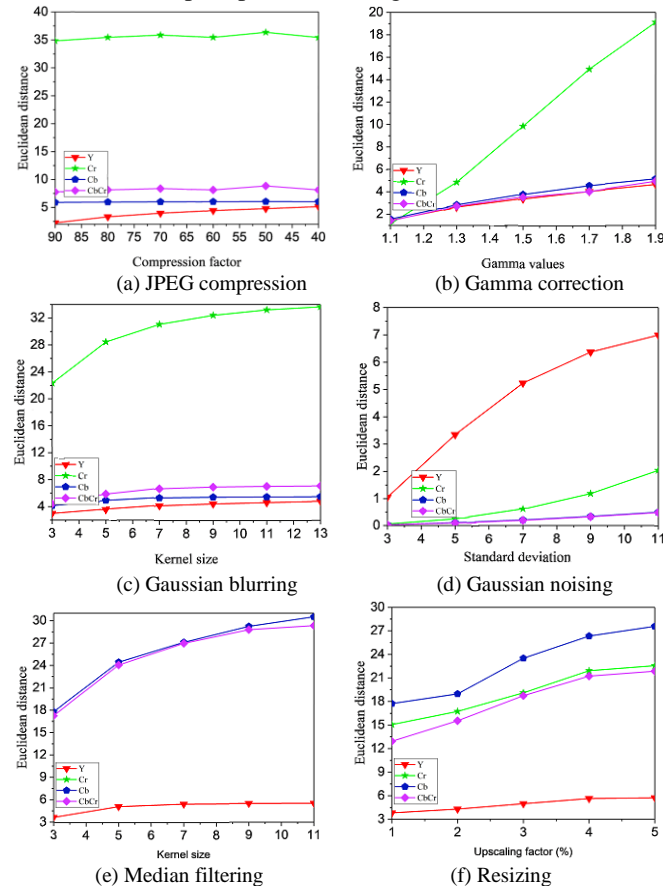 40
35
30
25
20
15
10
5
Euclidean distance
Y
Cr
Cb
CbCr
90 85 80 75 70 65 60 55 50 45 40
Compression factor
(a) JPEG compression
20
18
16
14
12
10
8
6
4
2
Euclidean distance
Y
Cr
Cb
CbCr
1.1 1.2 1.3 1.4 1.5 1.6 1.7 1.8 1.9
Gamma values
(b) Gamma correction
32
28
24
20
16
12
8
4
Euclidean distance
Y
Cr
Cb
CbCr
3 4 5 6 7 8 9 10 11 12 13
Kernel size
(c) Gaussian blurring
8
7
6
5
4
3
2
1
0
Euclidean distance
Y
Cr
Cb
CbCr
3 4 5 6 7 8 9 10 11
Standard deviation
(d) Gaussian noising
30
27
24
21
18
15
12
9
6
3
Euclidean distance
Y
Cr
Cb
CbCr
3 4 5 6 7 8 9 10 11
Kernel size
(e) Median filtering
30
27
24
21
18
15
12
9
6
3
Euclidean distance
Y
Cr
Cb
CbCr
1 2 3 4 5
Upscaling factor (%)
(f) Resizing